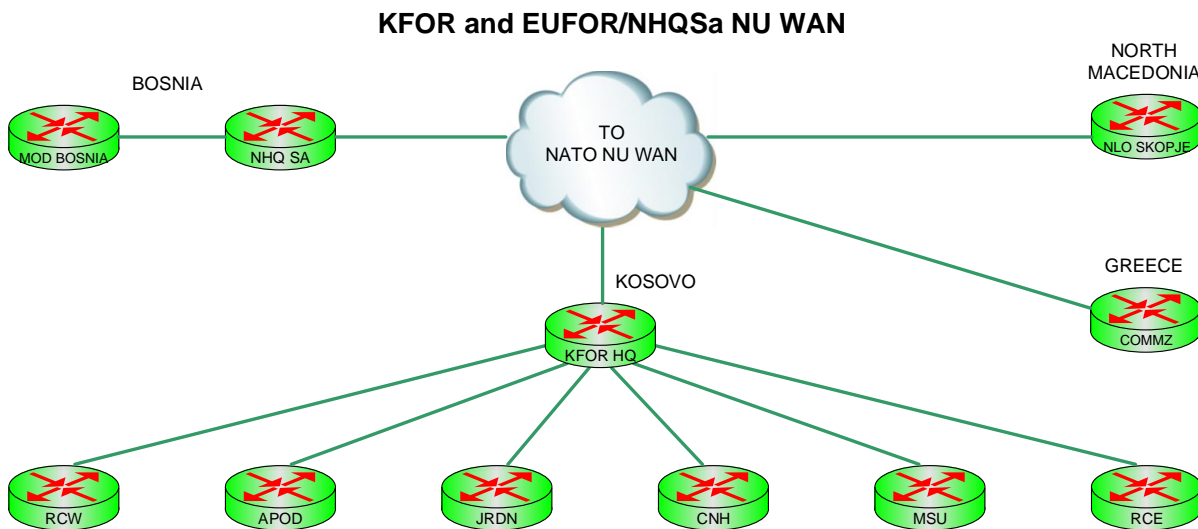 KFOR and EUFOR/NHQSa NU WAN
BOSNIA
NORTH
MACEDONIA
MOD BOSNIA
NHQ SA
TO
NATO NU WAN
NLO SKOPJE
KOSOVO
GREECE
KFOR HQ
COMMZ
RCW
APOD
JRDN
CNH
MSU
RCE